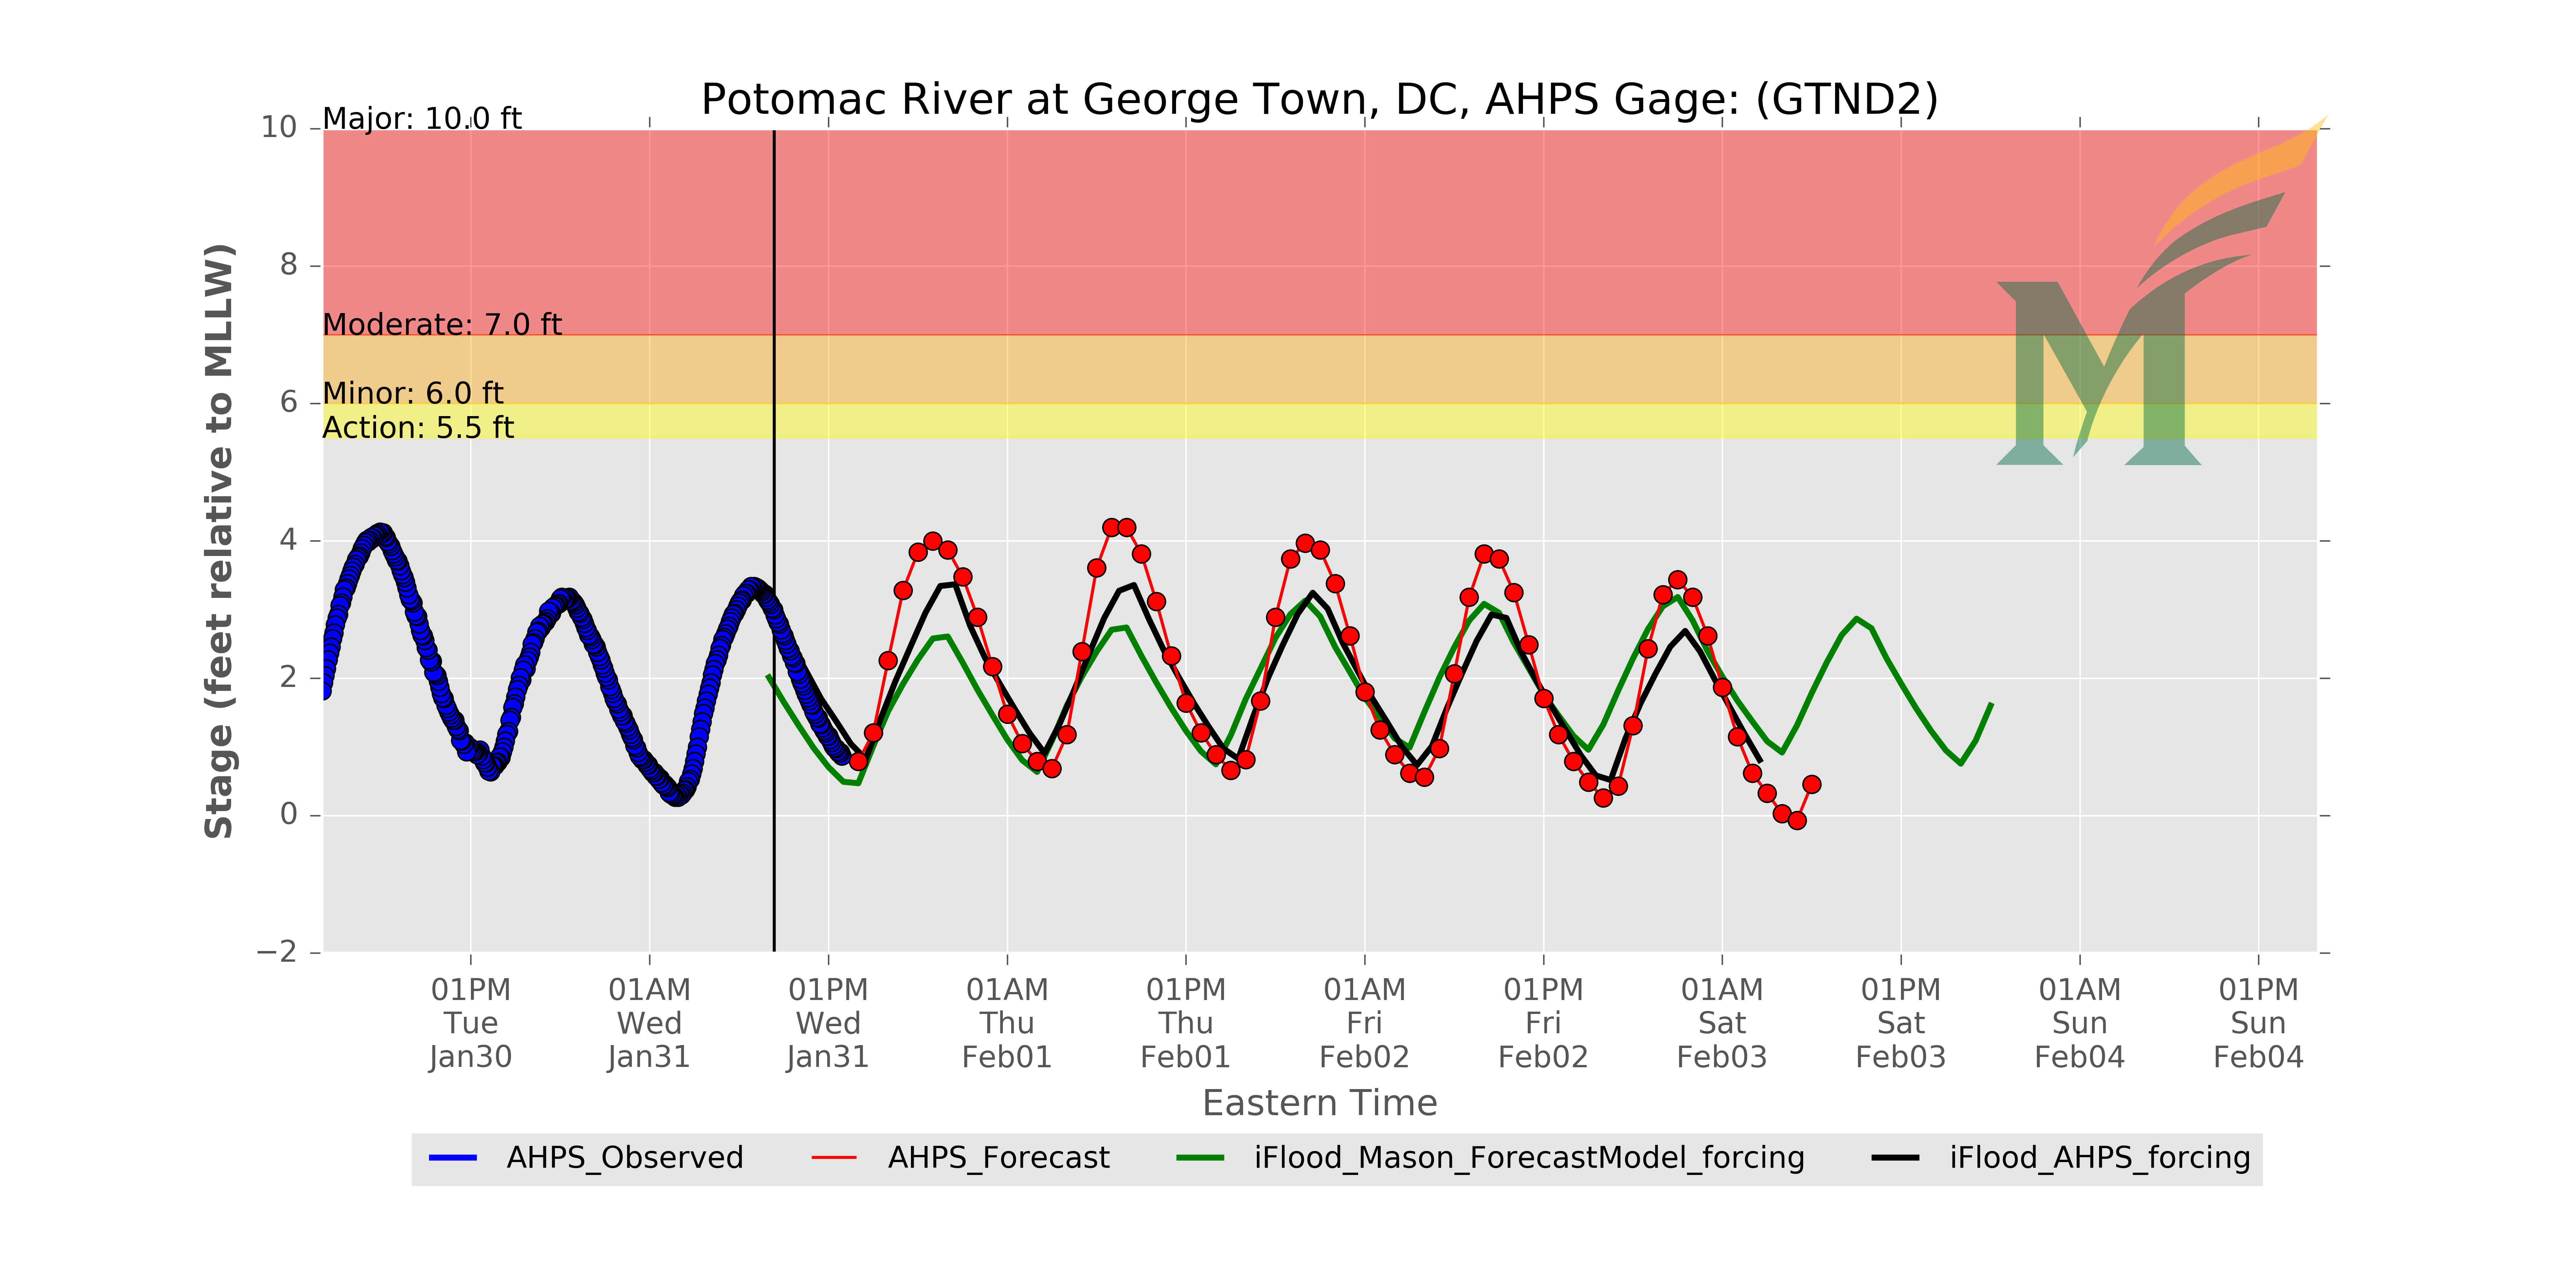 Potomac River at George Town, DC, AHPS Gage: (GTND2)
Major: 10.0 ft
Moderate: 7.0 ft
Minor: 6.0 ft
Action: 5.5 ft
Stage (feet relative to MLLW)
10
8
6
4
2
0
−2
01PM Tue Jan30
01AM Wed Jan31
01PM Wed Jan31
01AM Thu Feb01
01PM Thu Feb01
01AM Fri Feb02
01PM Fri Feb02
01AM Sat Feb03
01PM Sat Feb03
01AM Sun Feb04
01PM Sun Feb04
Eastern Time
AHPS_Observed
AHPS_Forecast
iFlood_Mason_ForecastModel_forcing
iFlood_AHPS_forcing
M